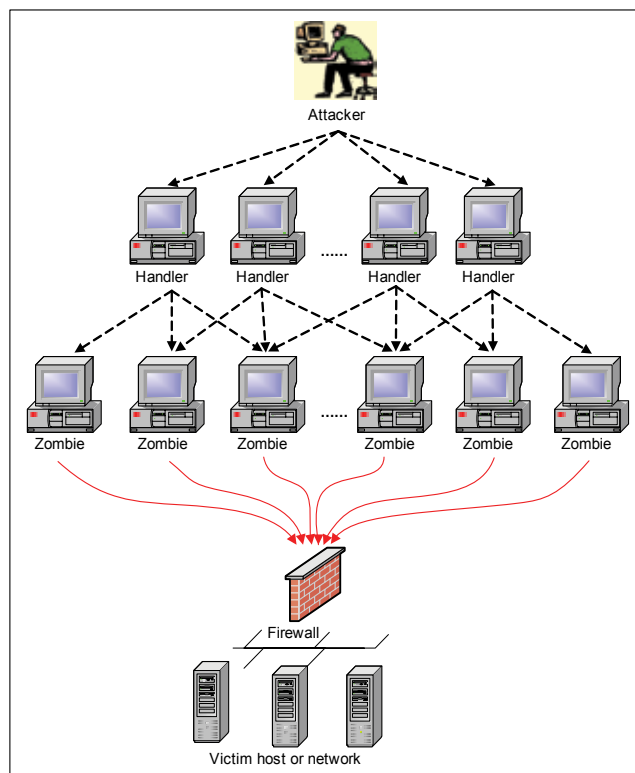 Attacker
...... 
Handler Handler Handler Handler
......
Zombie Zombie Zombie Zombie Zombie Zombie
Firewall
Victim host or network